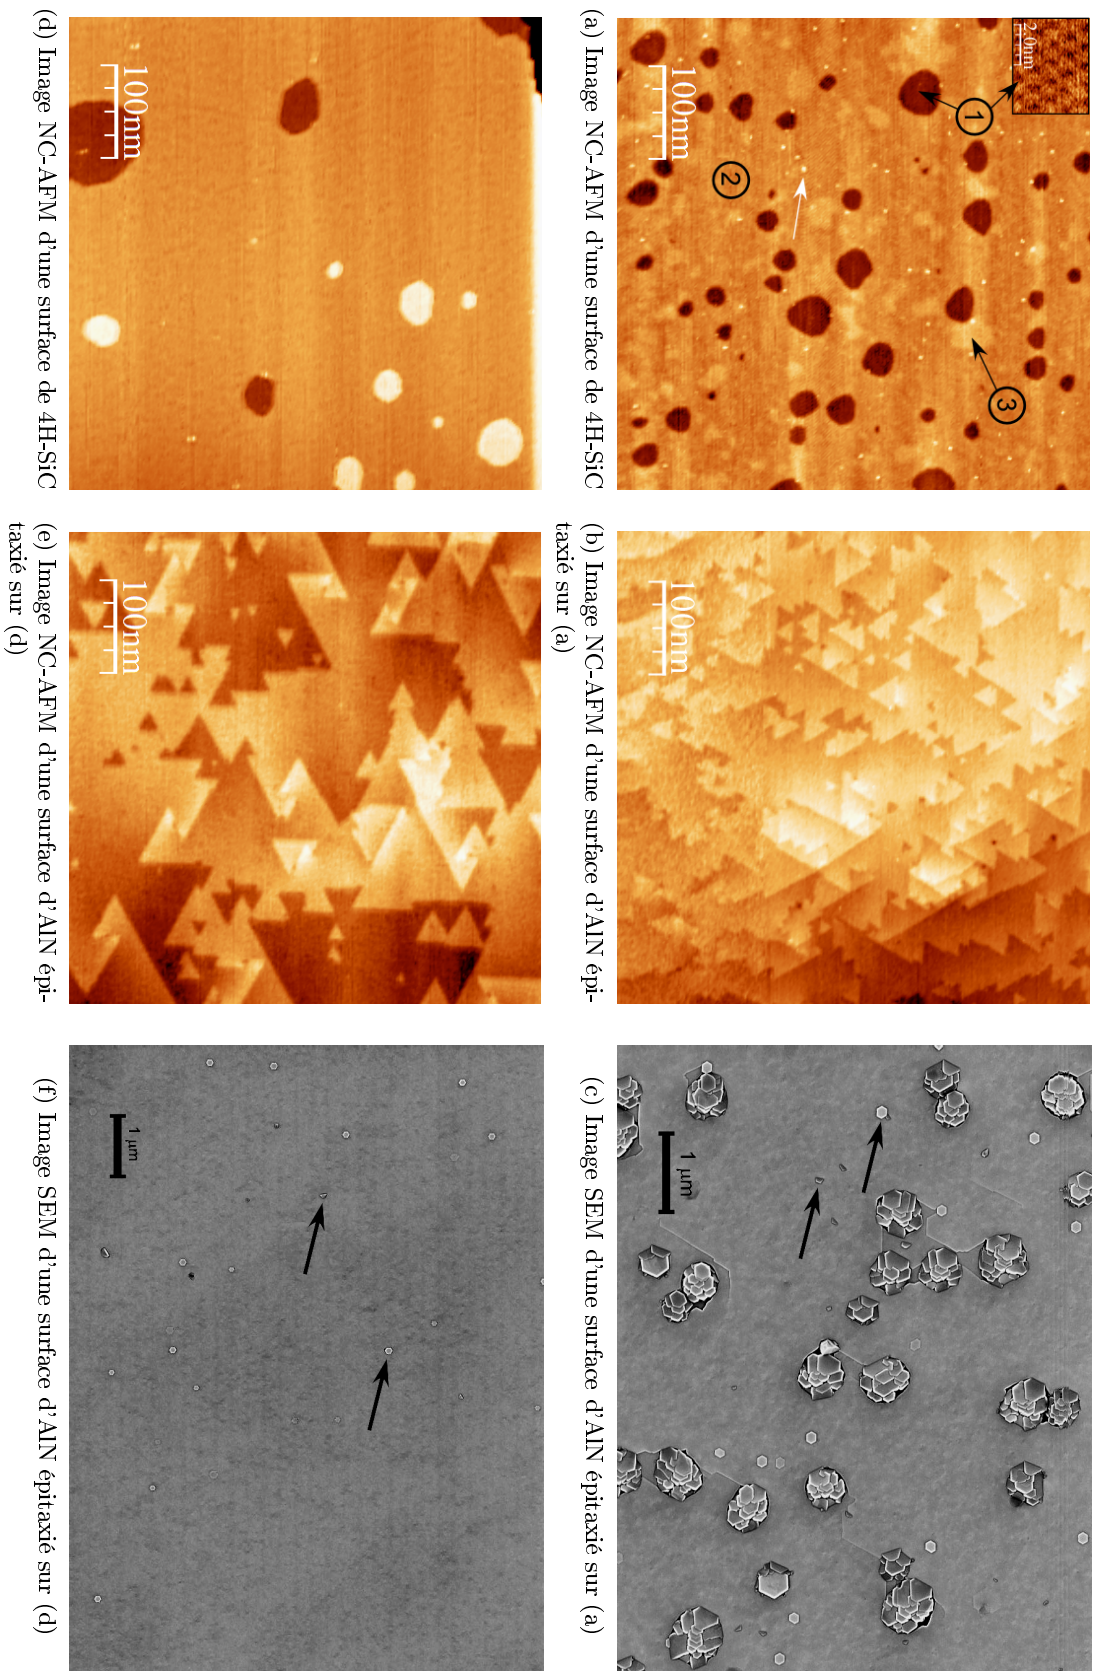 2.0nm
1
2
3
100nm
(a) Image NC-AFM d'une surface de 4H-SiC
100nm
(b) Image NC-AFM d'une surface d'AlN épi-
taxié sur (a)
1 µm
(c) Image SEM d'une surface d'AlN épitaxié sur (a)
100nm
(d) Image NC-AFM d'une surface de 4H-SiC
100nm
(e) Image NC-AFM d'une surface d'AlN épi-
taxié sur (d)
1 µm
(f) Image SEM d'une surface d'AlN épitaxié sur (d)